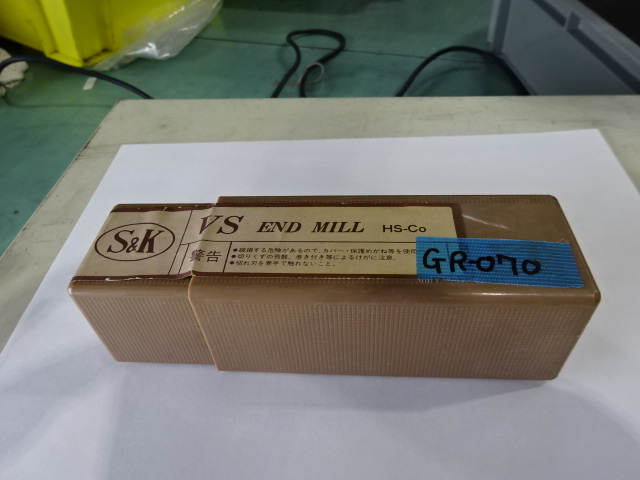 S&K
VS END MILL HS-Co
警告
●破損する危険があるので、カバー・保護めがね等を使用
●切りくずの飛散、巻き付き等によるけがに注意。
●切れ刃を素手で触れないこと。
GR-070